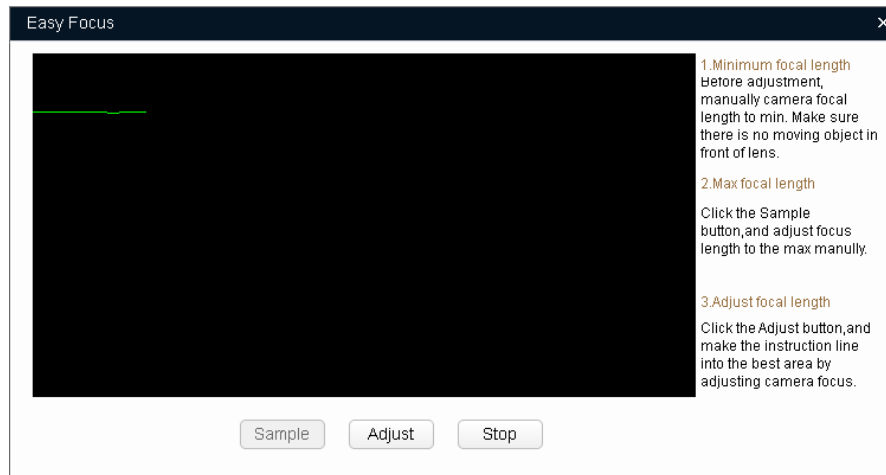 Easy Focus
×
1.Minimum focal length
Before adjustment,
manually camera focal
length to min. Make sure
there is no moving object in
front of lens.
2.Max focal length
Click the Sample
button,and adjust focus
length to the max manully.
3.Adjust focal length
Click the Adjust button,and
make the instruction line
into the best area by
adjusting camera focus.
Sample Adjust Stop